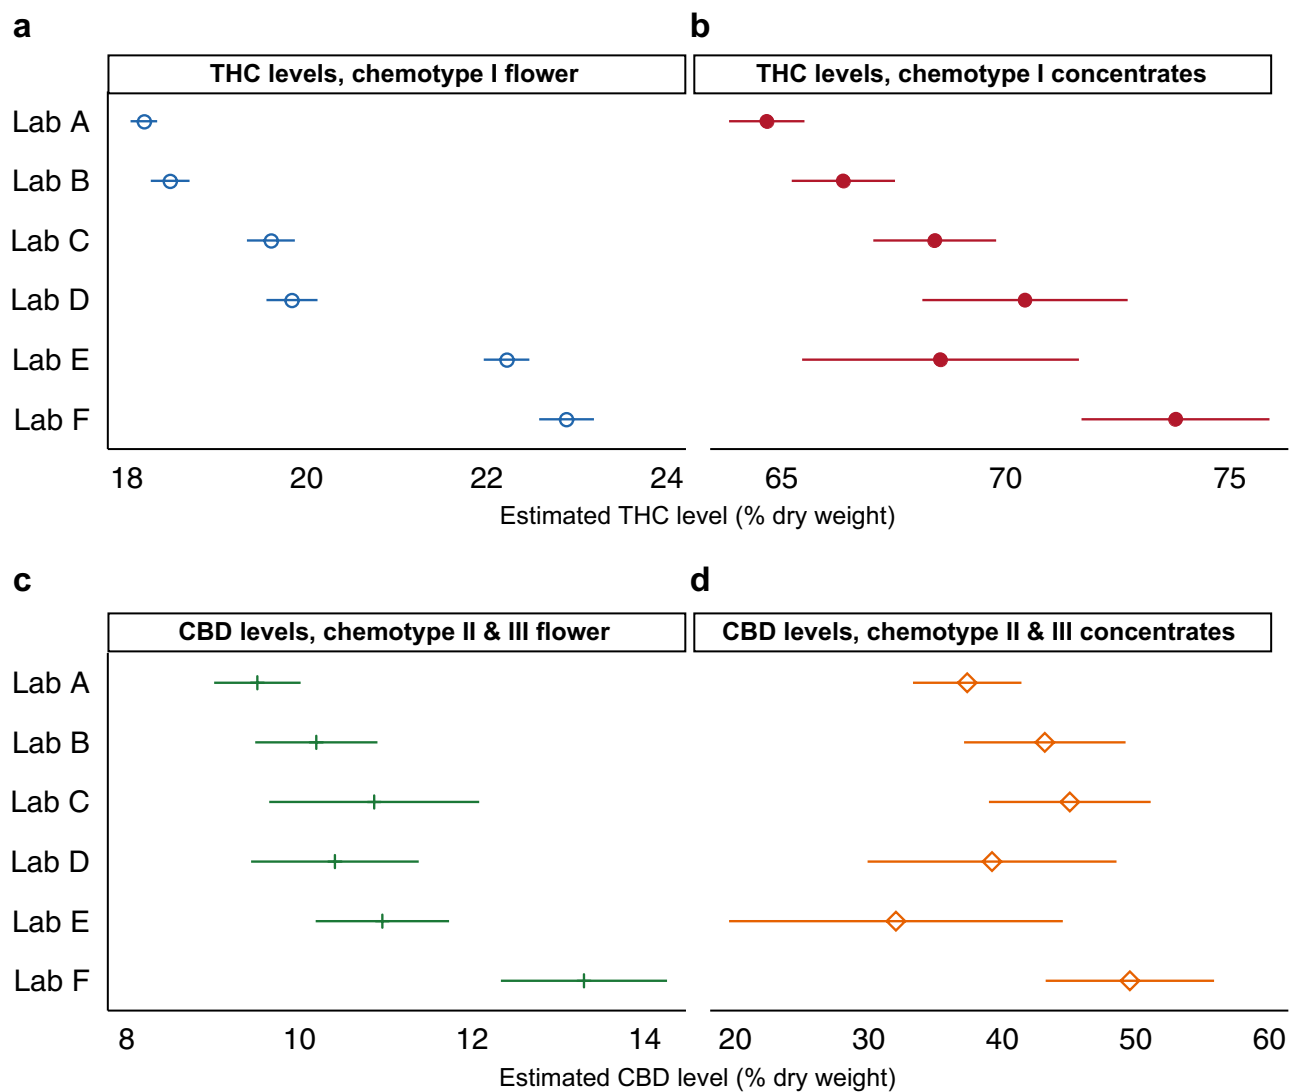 a
b
THC levels, chemotype I flower
THC levels, chemotype I concentrates
Lab A
Lab B
Lab C
Lab D
Lab E
Lab F
18 20 22 24
65 70 75
Estimated THC level (% dry weight)
c
d
CBD levels, chemotype II & III flower
CBD levels, chemotype II & III concentrates
Lab A
Lab B
Lab C
Lab D
Lab E
Lab F
8 10 12 14
20 30 40 50 60
Estimated CBD level (% dry weight)